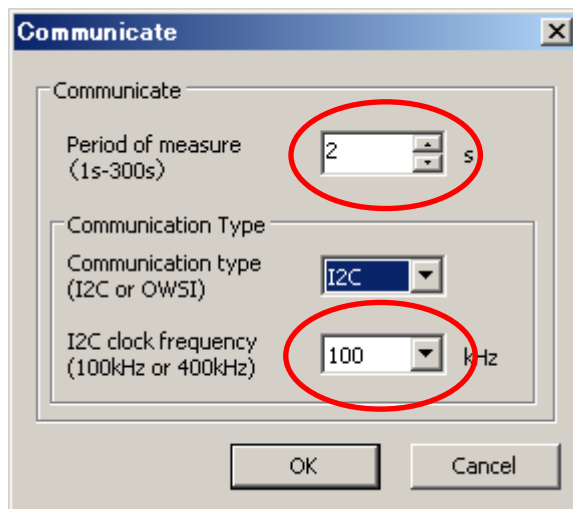 Communicate
Communicate
Period of measure
(1s-300s)
2
s
Communication Type
Communication type
(I2C or OWSI)
I2C
I2C clock frequency
(100kHz or 400kHz)
100
kHz
OK
Cancel